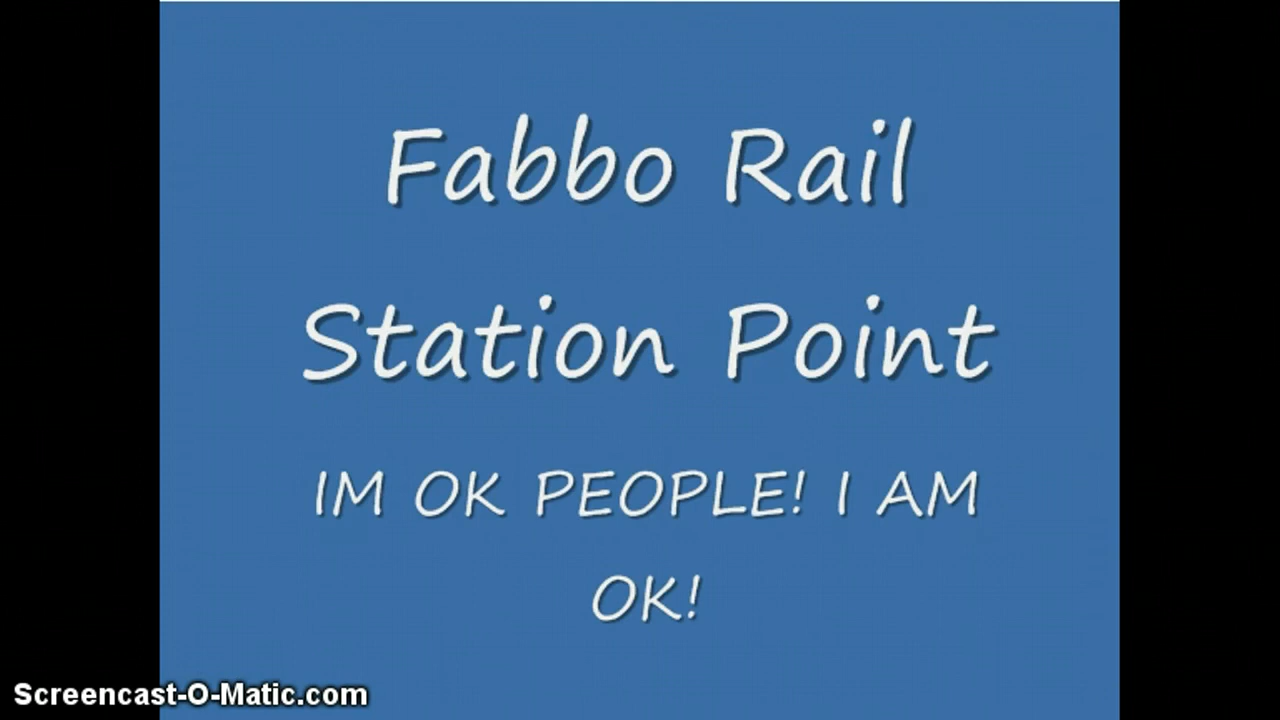 Fabbo Rail
Station Point
IM OK PEOPLE! I AM
OK!
Screencast-O-Matic.com